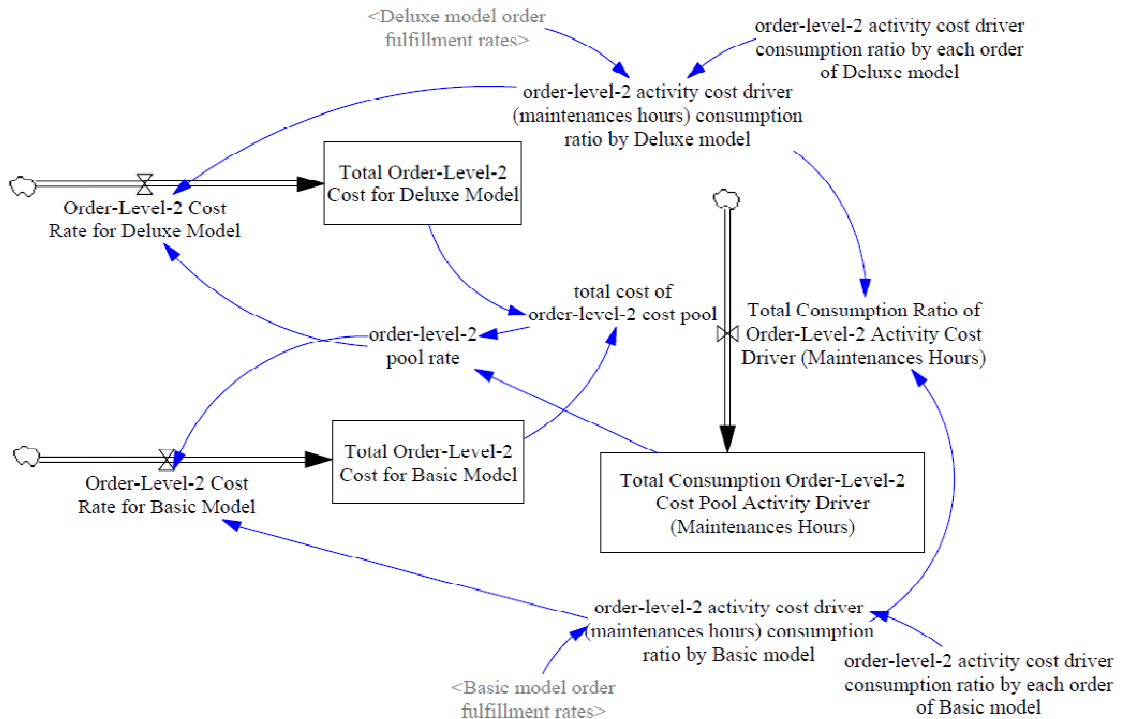 <Deluxe model order
fulfillment rates>
order-level-2 activity cost driver
consumption ratio by each order
of Deluxe model
order-level-2 activity cost driver
(maintenances hours) consumption
ratio by Deluxe model
Total Order-Level-2
Cost for Deluxe Model
Order-Level-2 Cost
Rate for Deluxe Model
total cost of
order-level-2 cost pool
Total Consumption Ratio of
Order-Level-2 Activity Cost
Driver (Maintenances Hours)
order-level-2
pool rate
Total Order-Level-2
Cost for Basic Model
Order-Level-2 Cost
Rate for Basic Model
Total Consumption Order-Level-2
Cost Pool Activity Driver
(Maintenances Hours)
order-level-2 activity cost driver
(maintenances hours) consumption
ratio by Basic model
order-level-2 activity cost driver
consumption ratio by each order
of Basic model
<Basic model order
fulfillment rates>